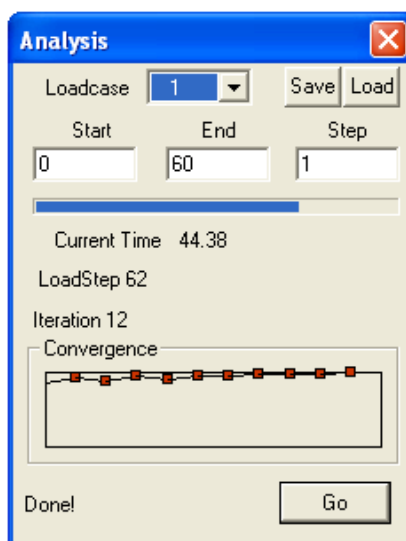 Analysis
Loadcase 1 Save Load
Start End Step
0 60 1
Current Time 44.38
LoadStep 62
Iteration 12
Convergence
Done! Go